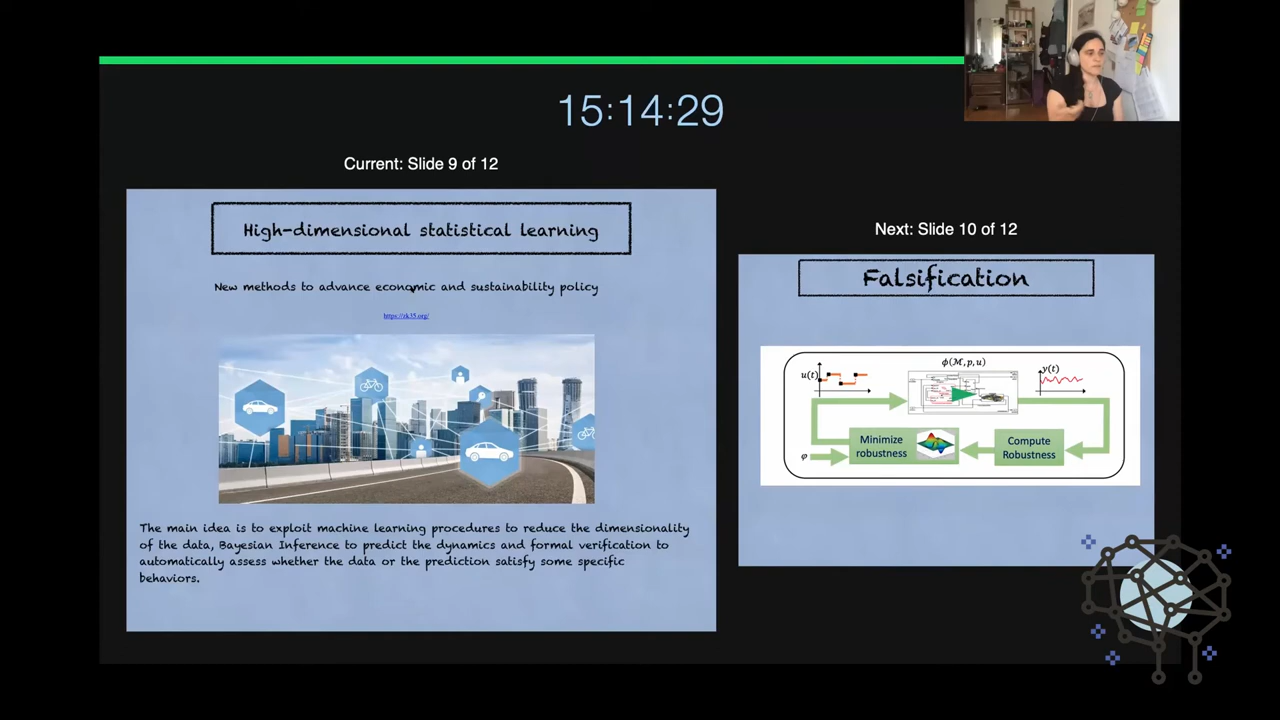 15:14:29
Current: Slide 9 of 12
High-dimensional statistical learning
New methods to advance economic and sustainability policy
https://zk35.org/
The main idea is to exploit machine learning procedures to reduce the dimensionality
of the data, Bayesian Inference to predict the dynamics and formal verification to
automatically assess whether the data or the prediction satisfy some specific
behaviors.
Next: Slide 10 of 12
Falsification
u(t)
ϕ(ℳ, p, u)
y(t)
Minimize
robustness
Compute
Robustness
φ